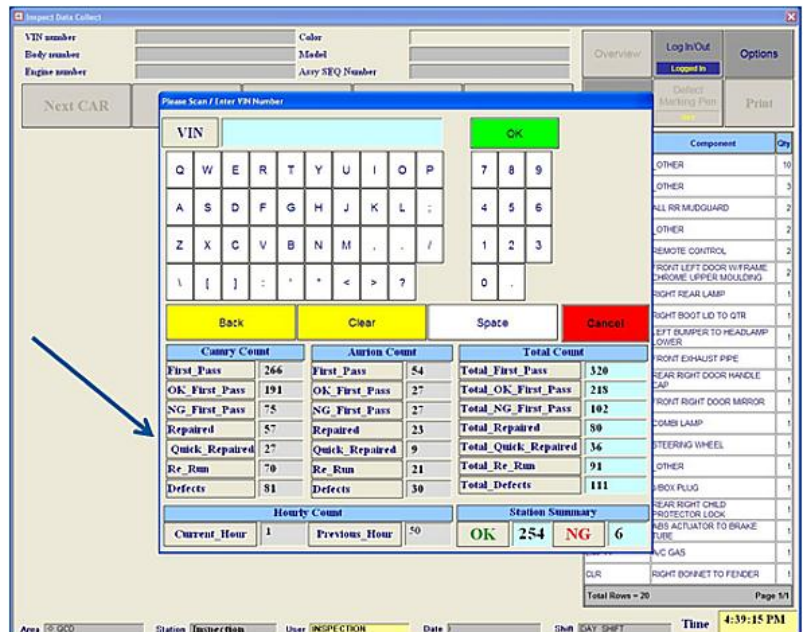 Inspect Data Collect
VIN number
Color
Body number
Model
Engine number
Assy SEQ Number
Overview
Log In/Out
Logged In
Options
Next CAR
Defect
Marking Pen
Print
Please Scan / Enter VIN Number
VIN
OK
Q W E R T Y U I O P 7 8 9
A S D F G H J K L ; 4 5 6
Z X C V B N M , . / 1 2 3
\ [ ] : ' " < > ? 0 .
Back Clear Space Cancel
Camry Count Aurion Count Total Count
First_Pass 266 First_Pass 54 Total_First_Pass 320
OK_First_Pass 191 OK_First_Pass 27 Total_OK_First_Pass 218
NG_First_Pass 75 NG_First_Pass 27 Total_NG_First_Pass 102
Repaired 57 Repaired 23 Total_Repaired 80
Quick_Repaired 27 Quick_Repaired 9 Total_Quick_Repaired 36
Re_Run 70 Re_Run 21 Total_Re_Run 91
Defects 81 Defects 30 Total_Defects 111
Hourly Count Station Summary
Current_Hour 1 Previous_Hour 50 OK 254 NG 6
Component Qty
_OTHER 10
_OTHER 3
ALL RR MUDGUARD 2
_OTHER 2
REMOTE CONTROL 2
FRONT LEFT DOOR W/FRAME
CHROME UPPER MOULDING 2
RIGHT REAR LAMP 1
RIGHT BOOT LID TO QTR 1
LEFT BUMPER TO HEADLAMP
LOWER 1
FRONT EXHAUST PIPE 1
REAR RIGHT DOOR HANDLE
CAP 1
FRONT RIGHT DOOR MIRROR 1
COMBI LAMP 1
STEERING WHEEL 1
_OTHER 1
/BOX PLUG 1
REAR RIGHT CHILD
PROTECTOR LOCK 1
ABS ACTUATOR TO BRAKE
TUBE 1
A/C GAS 1
CLR RIGHT BONNET TO FENDER 1
Total Rows = 20 Page 1/1
Area GCD Station Inspection User INSPECTION Date Shift DAY SHIFT Time 4:39:15 PM